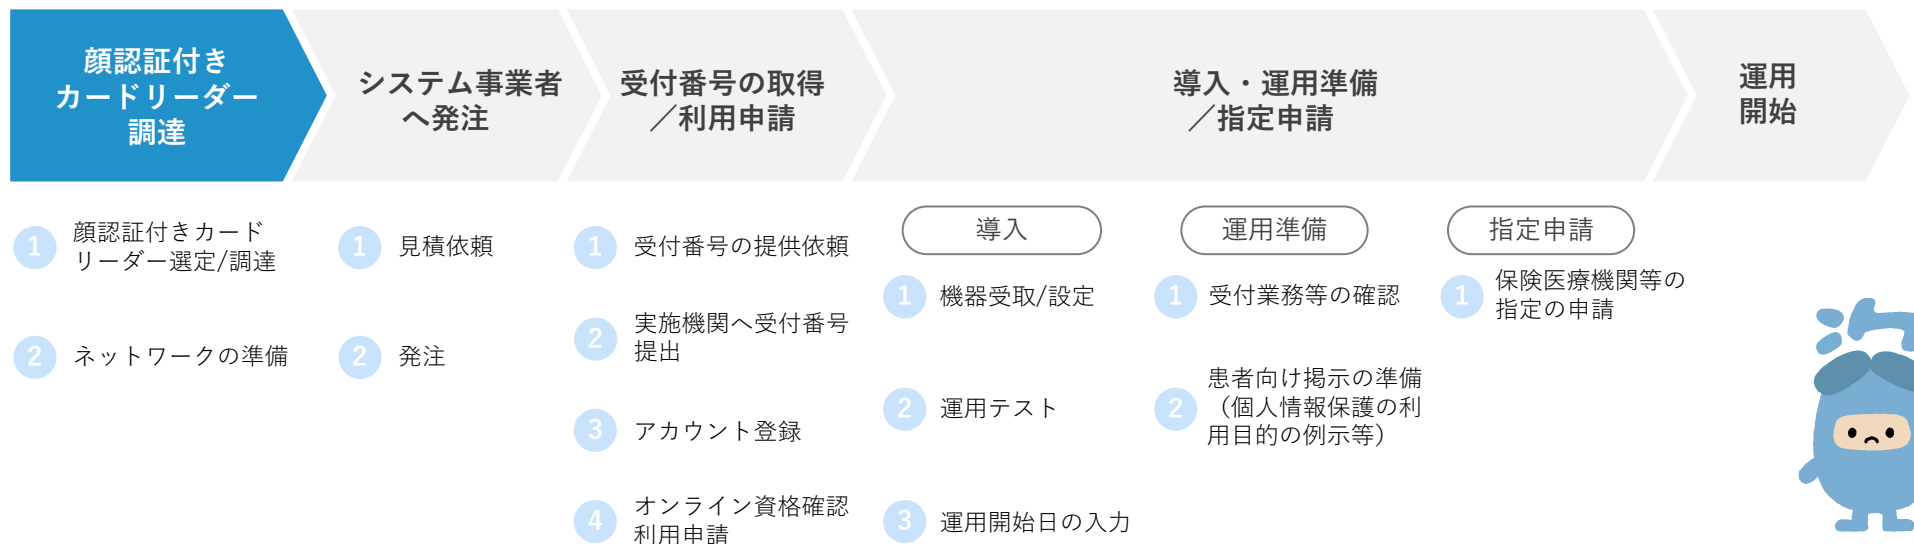 顔認証付き
カードリーダー
調達
システム事業者
へ発注
受付番号の取得
／利用申請
導入・運用準備
／指定申請
運用
開始
1
顔認証付きカード
リーダー選定/調達
2
ネットワークの準備
1
見積依頼
2
発注
1
受付番号の提供依頼
2
実施機関へ受付番号
提出
3
アカウント登録
4
オンライン資格確認
利用申請
導入
1
機器受取/設定
2
運用テスト
3
運用開始日の入力
運用準備
1
受付業務等の確認
2
患者向け掲示の準備
（個人情報保護の利
用目的の例示等）
指定申請
1
保険医療機関等の
指定の申請